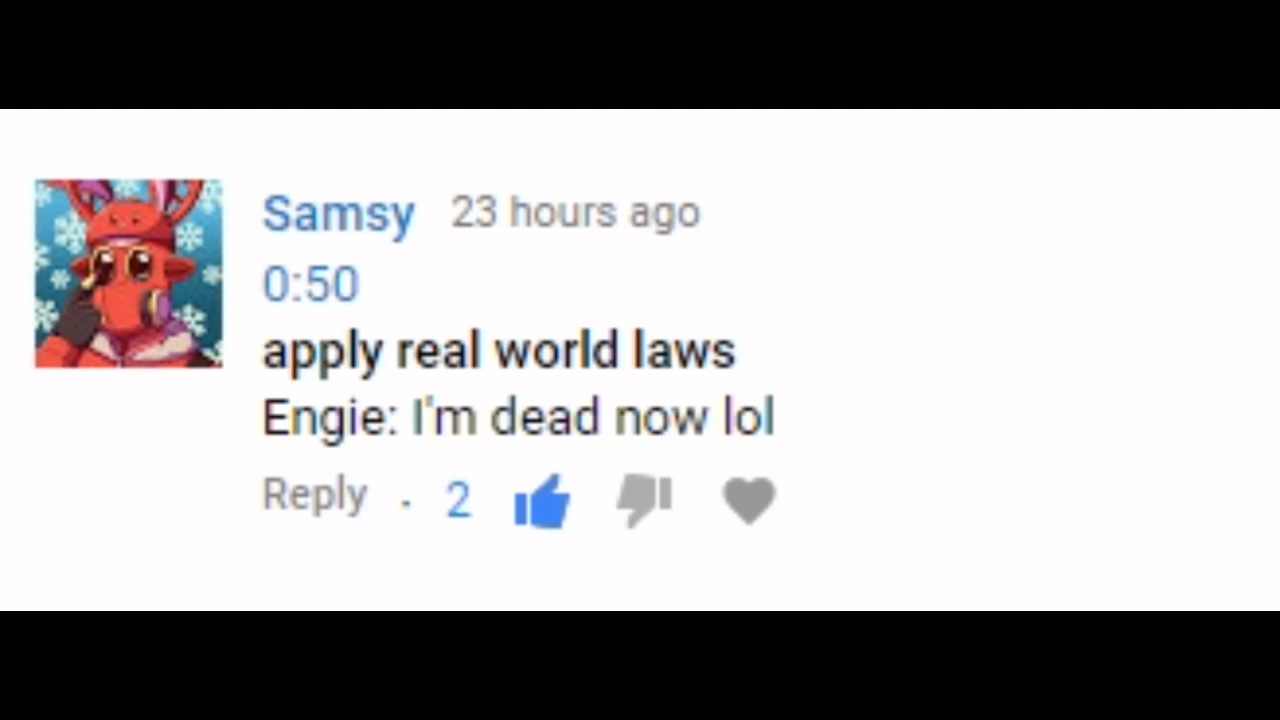 Samsy 23 hours ago
0:50
apply real world laws
Engie: I'm dead now lol
Reply · 2